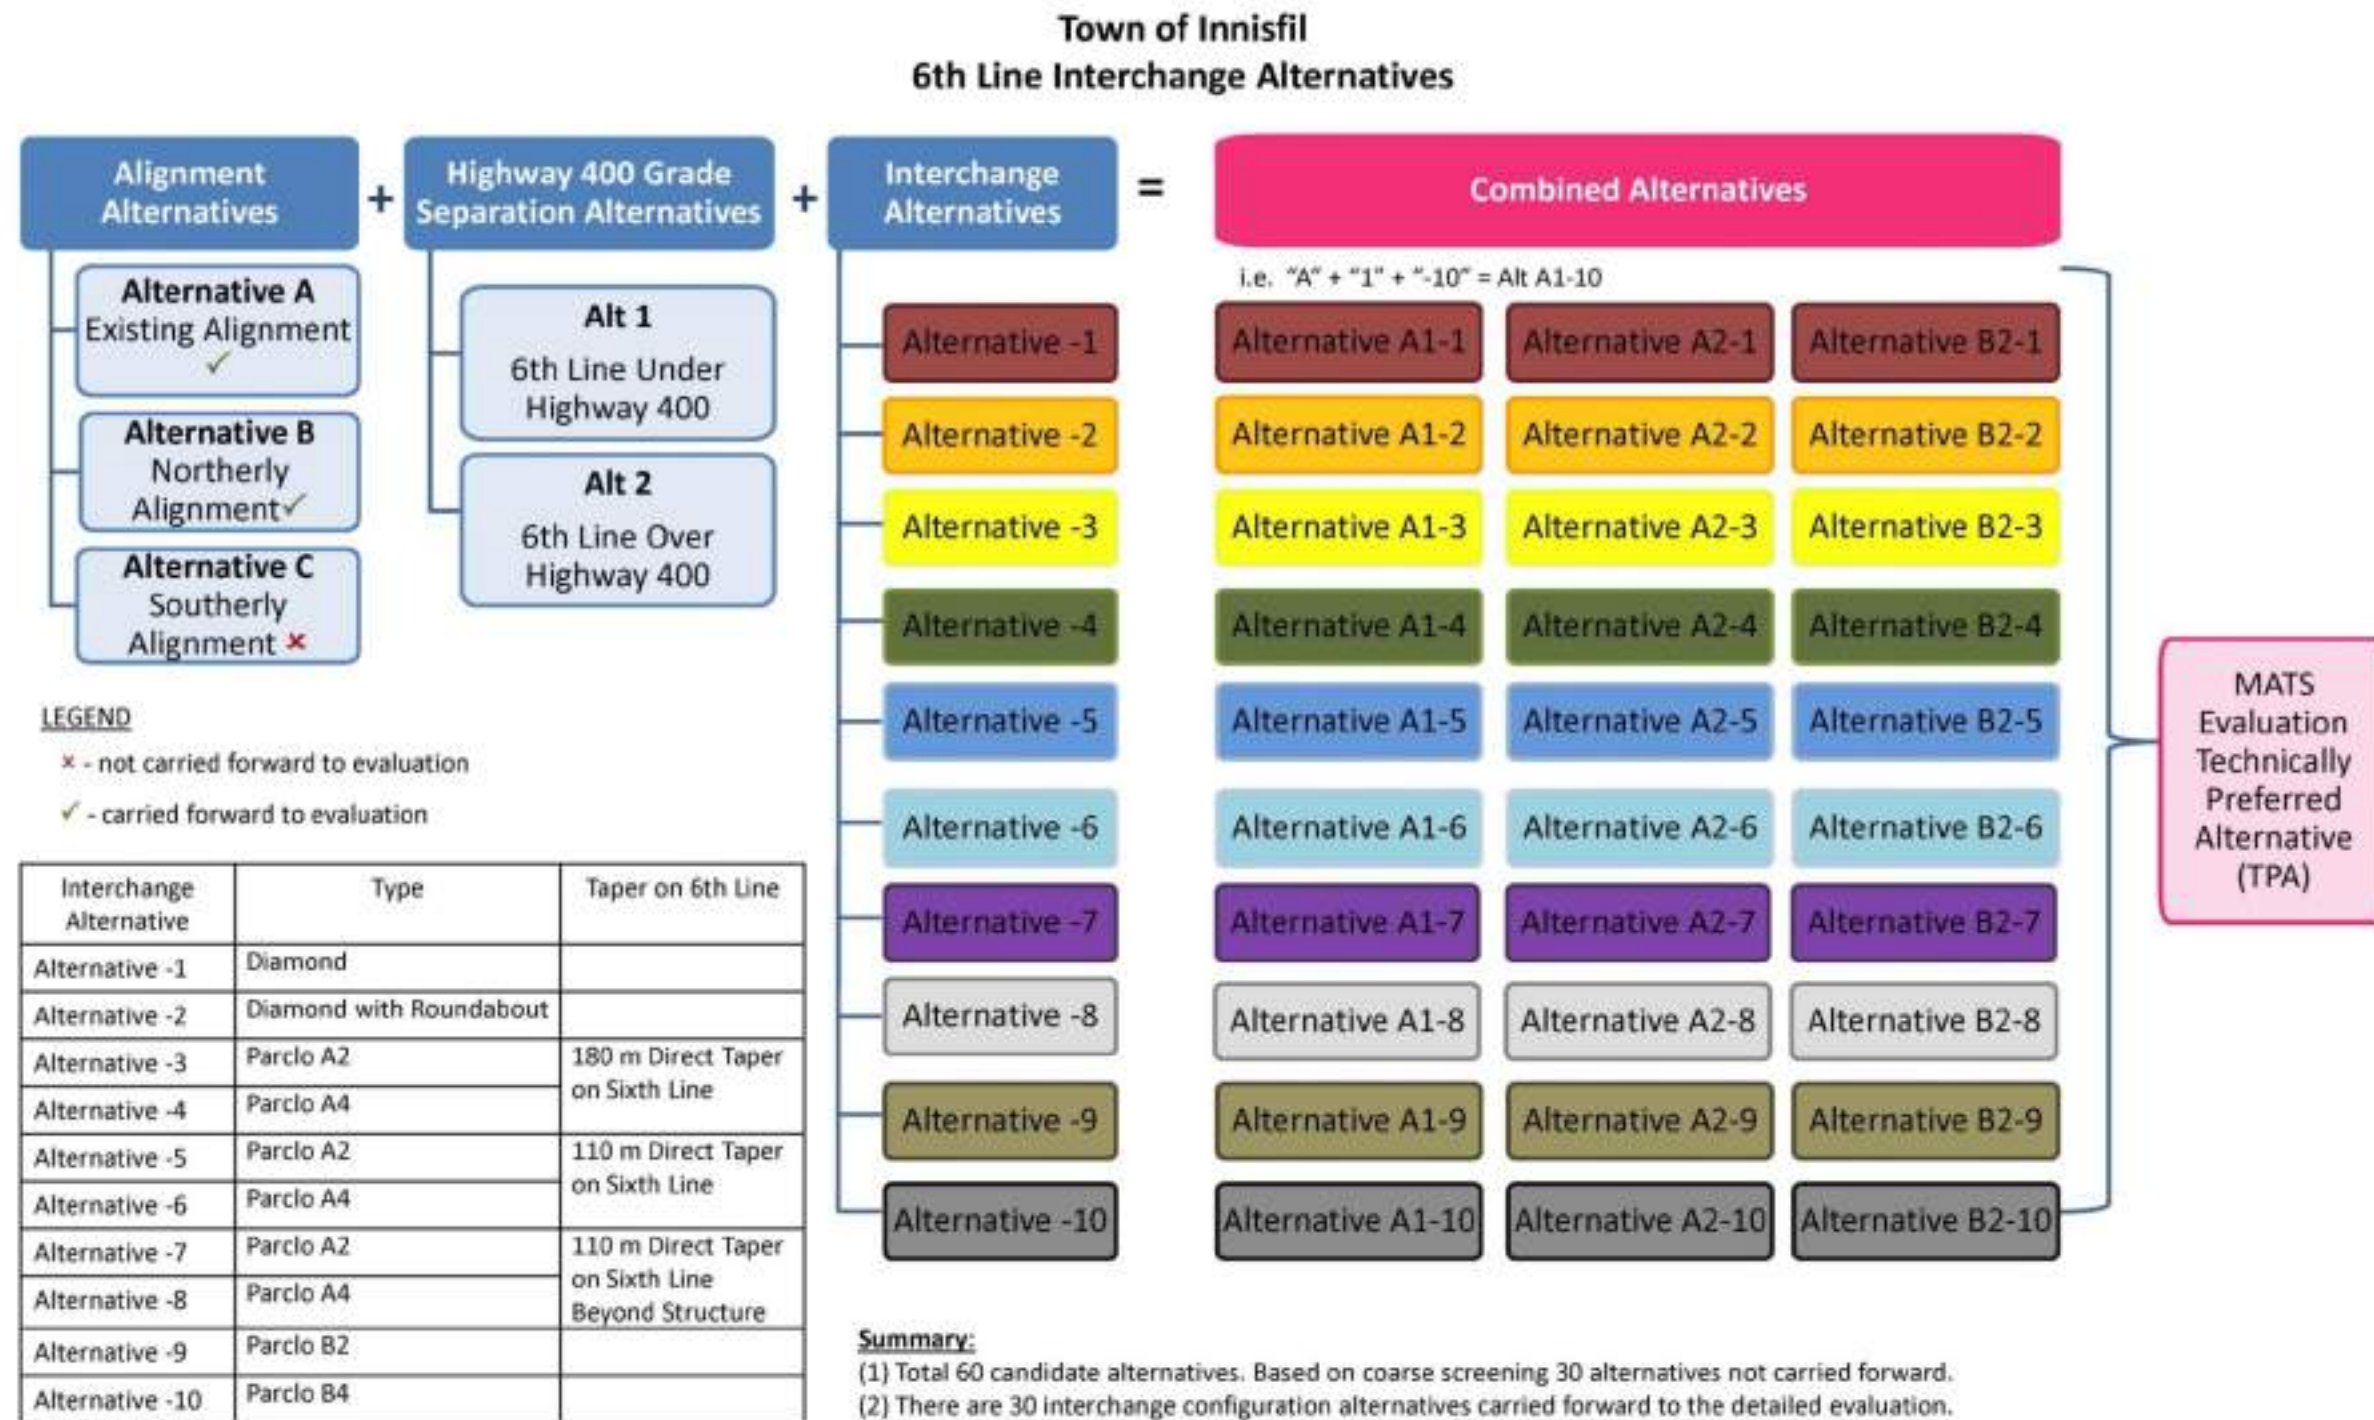 Town of Innisfil
6th Line Interchange Alternatives
Alignment
Alternatives
+
Highway 400 Grade
Separation Alternatives
+
Interchange
Alternatives
=
Combined Alternatives
Alternative A
Existing Alignment
✓
Alternative B
Northerly
Alignment✓
Alternative C
Southerly
Alignment ×
Alt 1
6th Line Under
Highway 400
Alt 2
6th Line Over
Highway 400
i.e. "A" + "1" + "-10" = Alt A1-10
Alternative -1
Alternative A1-1
Alternative A2-1
Alternative B2-1
Alternative -2
Alternative A1-2
Alternative A2-2
Alternative B2-2
Alternative -3
Alternative A1-3
Alternative A2-3
Alternative B2-3
Alternative -4
Alternative A1-4
Alternative A2-4
Alternative B2-4
Alternative -5
Alternative A1-5
Alternative A2-5
Alternative B2-5
Alternative -6
Alternative A1-6
Alternative A2-6
Alternative B2-6
Alternative -7
Alternative A1-7
Alternative A2-7
Alternative B2-7
Alternative -8
Alternative A1-8
Alternative A2-8
Alternative B2-8
Alternative -9
Alternative A1-9
Alternative A2-9
Alternative B2-9
Alternative -10
Alternative A1-10
Alternative A2-10
Alternative B2-10
MATS
Evaluation
Technically
Preferred
Alternative
(TPA)
LEGEND
× - not carried forward to evaluation
✓ - carried forward to evaluation
Interchange
Alternative
Type
Taper on 6th Line
Alternative -1
Diamond
Alternative -2
Diamond with Roundabout
Alternative -3
Parclo A2
180 m Direct Taper
on Sixth Line
Alternative -4
Parclo A4
Alternative -5
Parclo A2
110 m Direct Taper
on Sixth Line
Alternative -6
Parclo A4
Alternative -7
Parclo A2
110 m Direct Taper
on Sixth Line
Beyond Structure
Alternative -8
Parclo A4
Alternative -9
Parclo B2
Alternative -10
Parclo B4
Summary:
(1) Total 60 candidate alternatives. Based on coarse screening 30 alternatives not carried forward.
(2) There are 30 interchange configuration alternatives carried forward to the detailed evaluation.